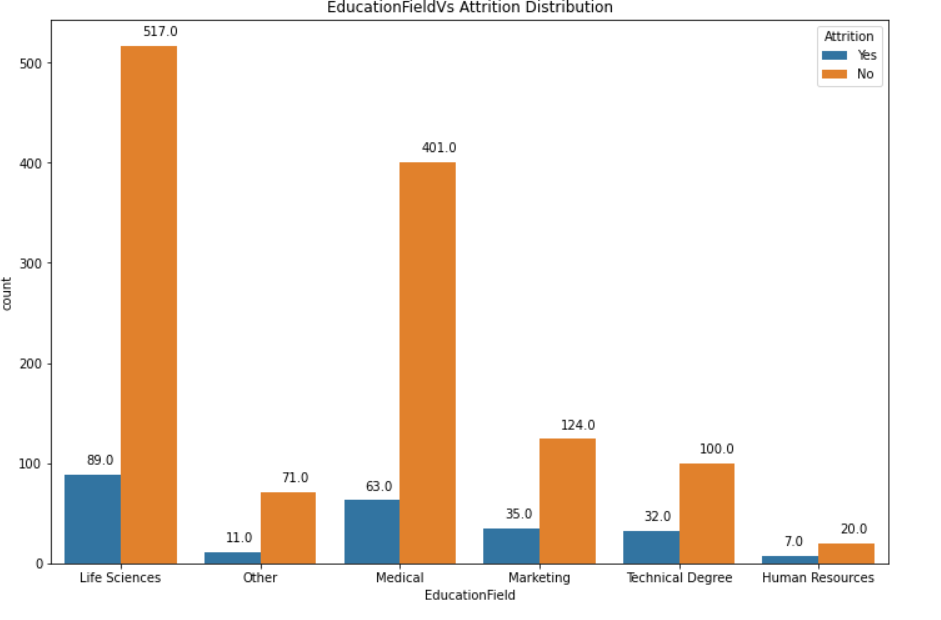 EducationFieldVs Attrition Distribution
517.0
Attrition
Yes
No
500
401.0
400
300
count
200
124.0
100.0
100
89.0
71.0
63.0
35.0
32.0
11.0
7.0
20.0
0
Life Sciences
Other
Medical
Marketing
Technical Degree
Human Resources
EducationField